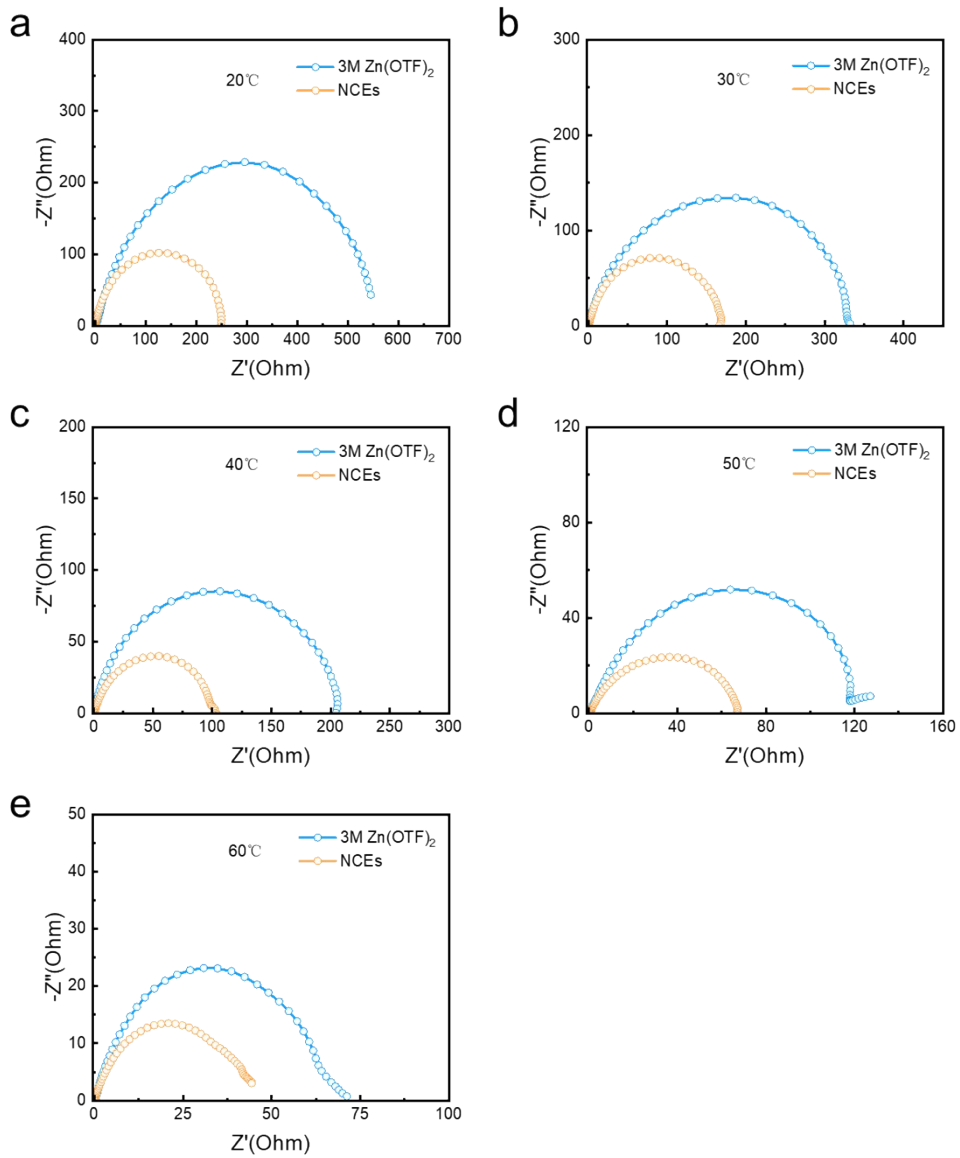 a
400
300
200
100
0
-Z"(Ohm)
20℃
3M Zn(OTF)2
NCEs
0 100 200 300 400 500 600 700
Z'(Ohm)
b
300
200
100
0
-Z"(Ohm)
30℃
3M Zn(OTF)2
NCEs
0 100 200 300 400
Z'(Ohm)
c
200
150
100
50
0
-Z"(Ohm)
40℃
3M Zn(OTF)2
NCEs
0 50 100 150 200 250 300
Z'(Ohm)
d
120
80
40
0
-Z"(Ohm)
50℃
3M Zn(OTF)2
NCEs
0 40 80 120 160
Z'(Ohm)
e
50
40
30
20
10
0
-Z"(Ohm)
60℃
3M Zn(OTF)2
NCEs
0 25 50 75 100
Z'(Ohm)